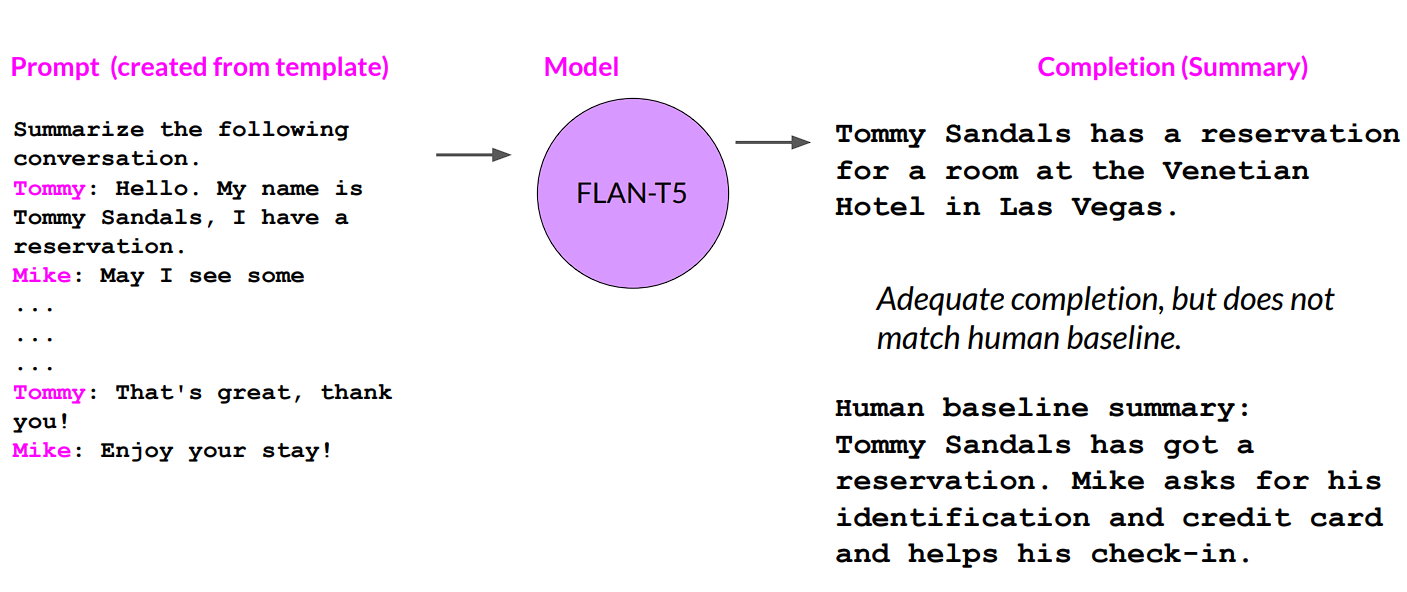 Prompt (created from template)
Summarize the following
conversation.
Tommy: Hello. My name is
Tommy Sandals, I have a
reservation.
Mike: May I see some
...
...
...
Tommy: That's great, thank
you!
Mike: Enjoy your stay!
Model
FLAN-T5
Completion (Summary)
Tommy Sandals has a reservation
for a room at the Venetian
Hotel in Las Vegas.
Adequate completion, but does not
match human baseline.
Human baseline summary:
Tommy Sandals has got a
reservation. Mike asks for his
identification and credit card
and helps his check-in.